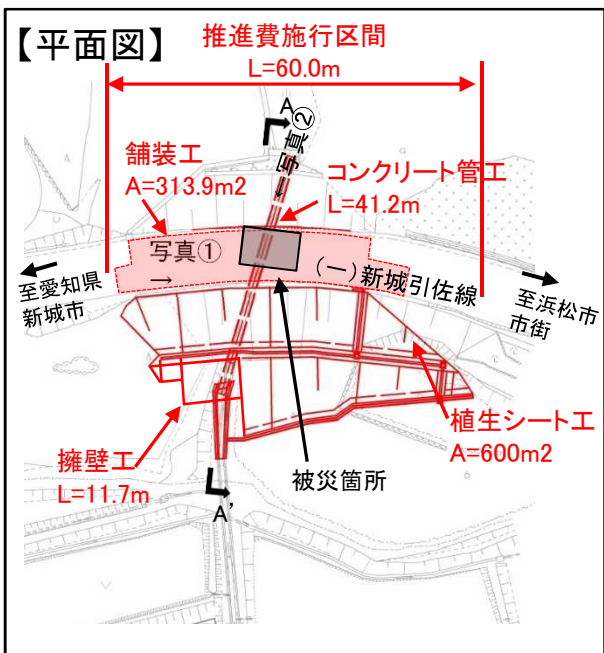 【平面図】
推進費施行区間
L=60.0m
A
写真②
→
舗装工
A=313.9m2
コンクリート管工
L=41.2m
写真①
→
(一)新城引佐線
至愛知県
新城市
至浜松市
市街
植生シート工
A=600m2
擁壁工
L=11.7m
被災箇所
A'